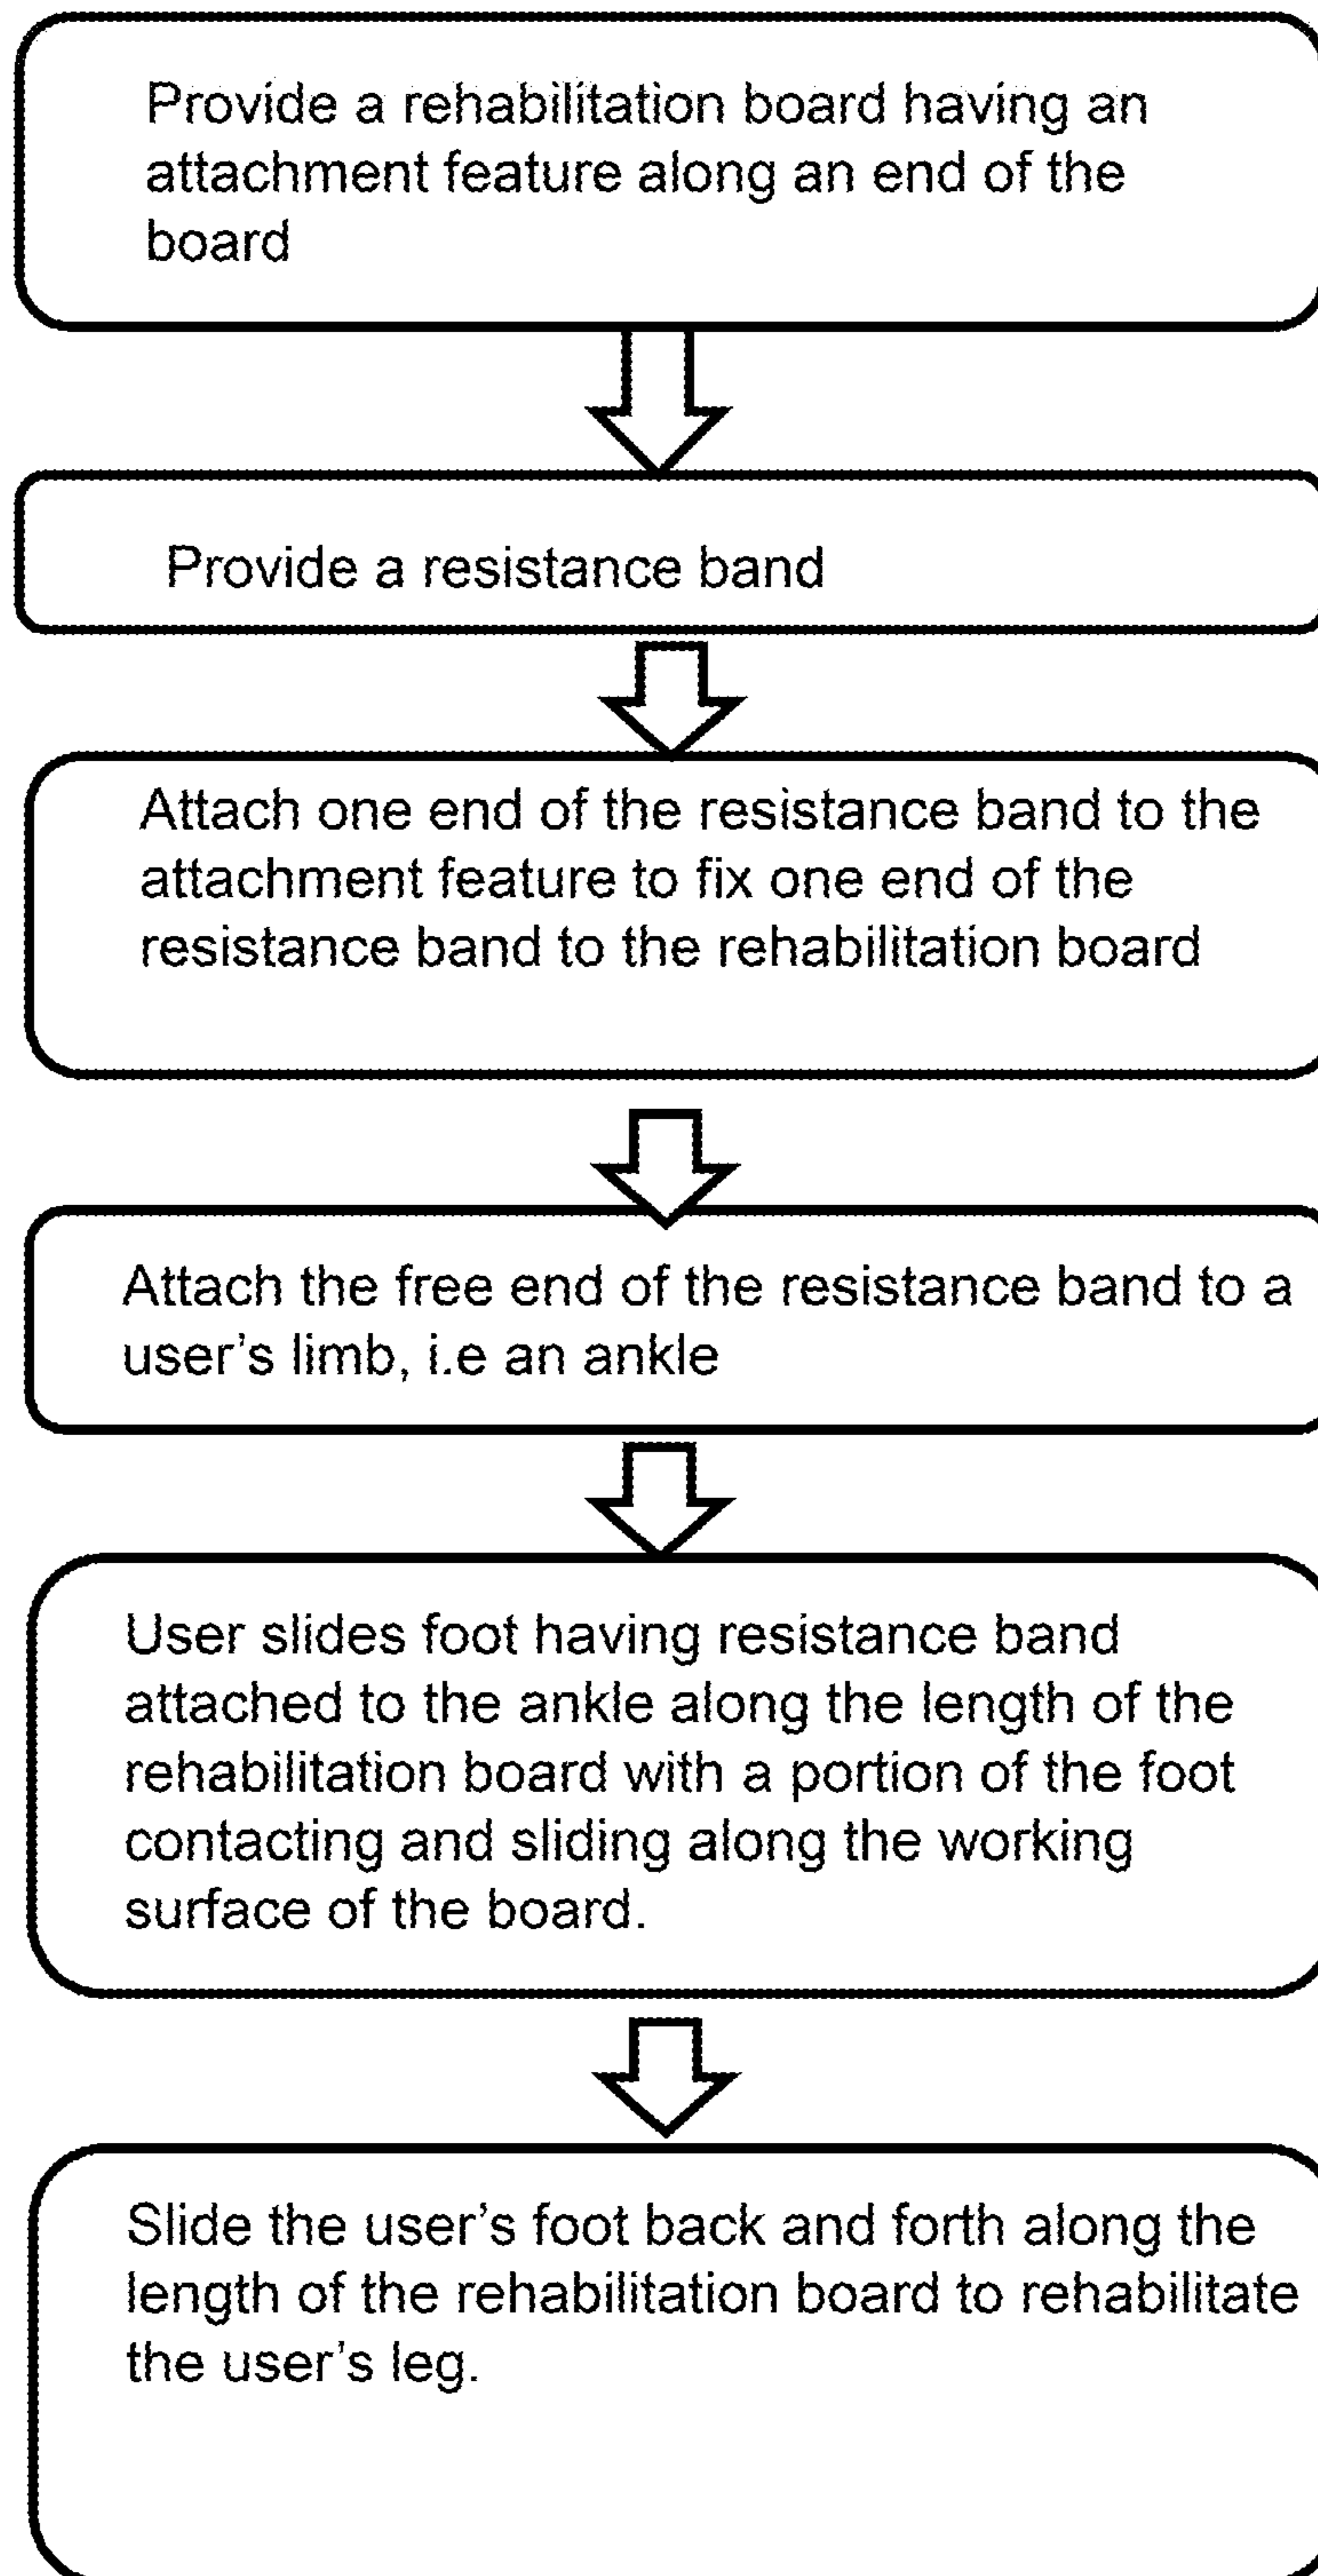 Provide a rehabilitation board having an
attachment feature along an end of the
board
Provide a resistance band
Attach one end of the resistance band to the
attachment feature to fix one end of the
resistance band to the rehabilitation board
Attach the free end of the resistance band to a
user's limb, i.e an ankle
User slides foot having resistance band
attached to the ankle along the length of the
rehabilitation board with a portion of the foot
contacting and sliding along the working
surface of the board.
Slide the user's foot back and forth along the
length of the rehabilitation board to rehabilitate
the user's leg.